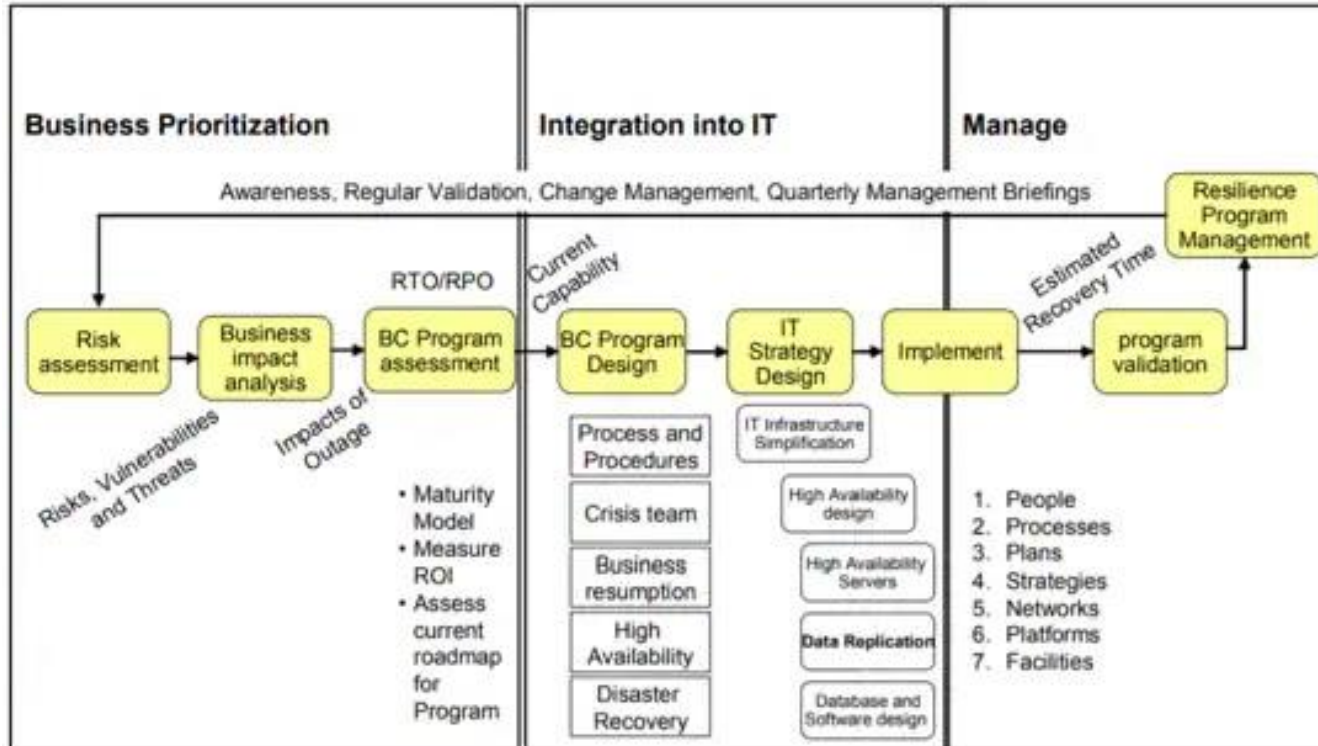 Business Prioritization
Integration into IT
Manage
Awareness, Regular Validation, Change Management, Quarterly Management Briefings
Resilience
Program
Management
RTO/RPO
Current
Capability
Estimated
Recovery Time
Risk
assessment
Business
impact
analysis
BC Program
assessment
BC Program
Design
IT
Strategy
Design
Implement
program
validation
Risks, Vulnerabilities
and Threats
Impacts of
Outage
• Maturity
Model
• Measure
ROI
• Assess
current
roadmap
for
Program
Process and
Procedures
Crisis team
Business
resumption
High
Availability
Disaster
Recovery
IT Infrastructure
Simplification
High Availability
design
High Availability
Servers
Data Replication
Database and
Software design
1. People
2. Processes
3. Plans
4. Strategies
5. Networks
6. Platforms
7. Facilities